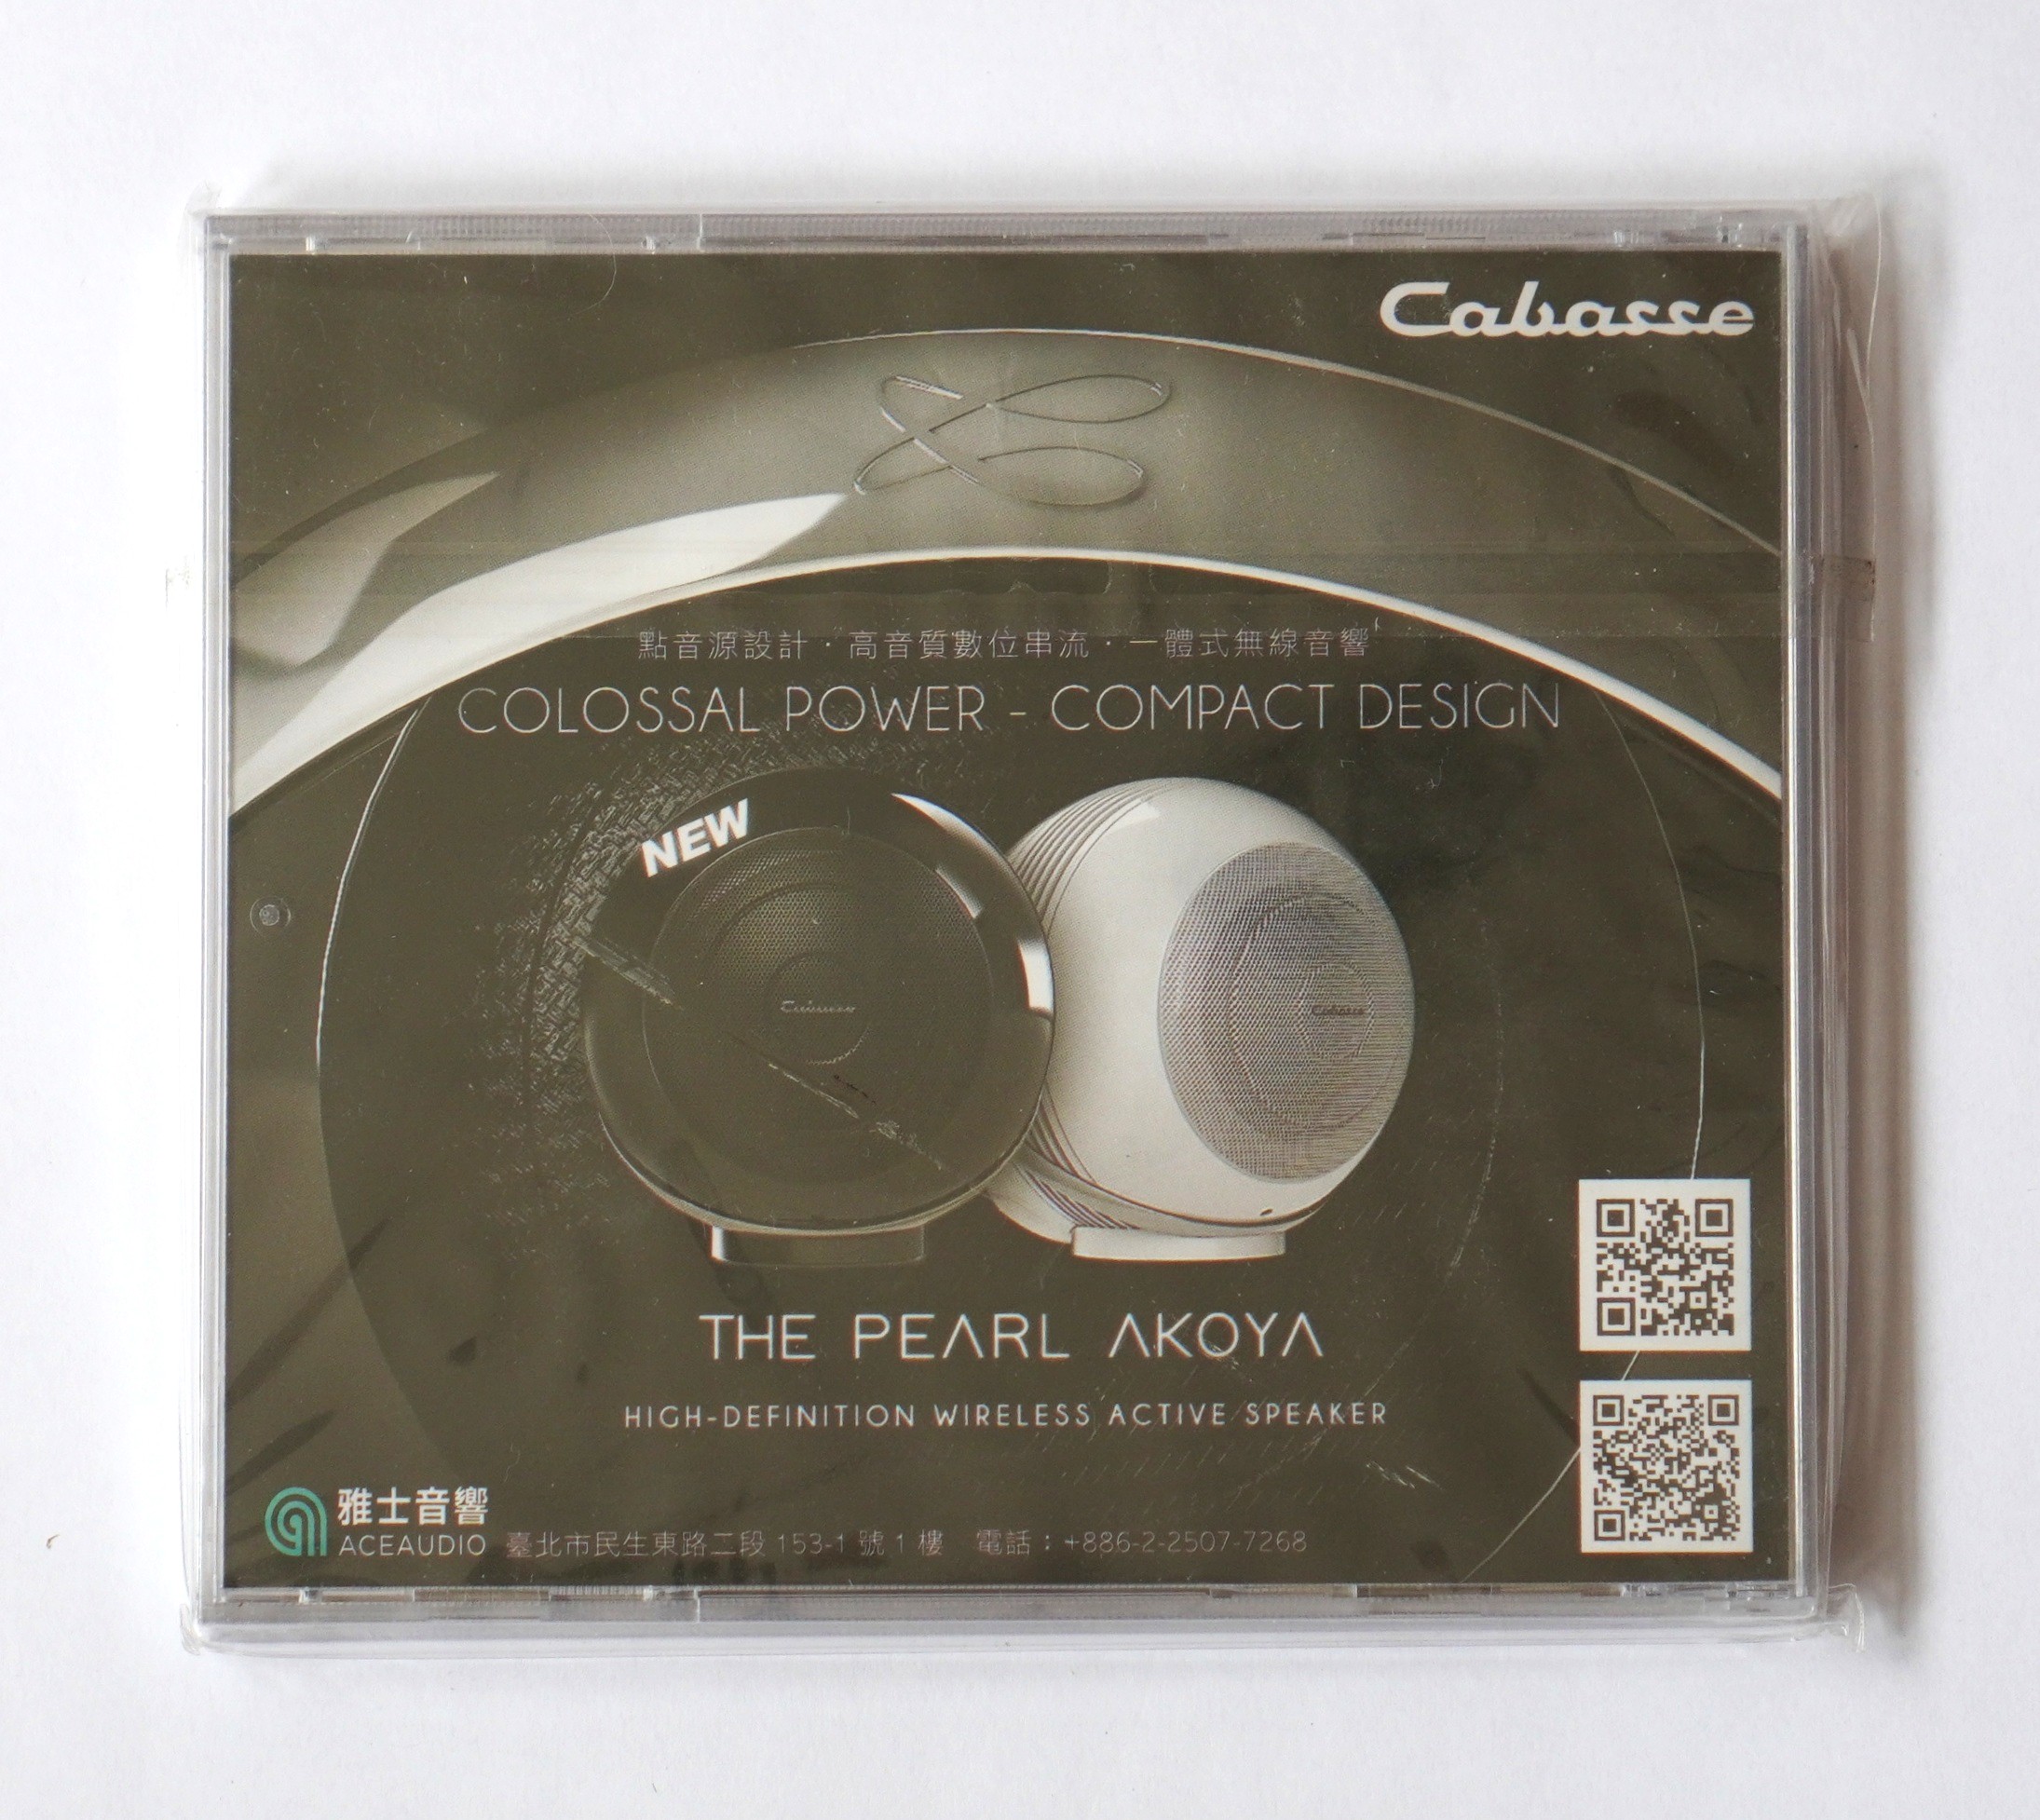 Cabasse
點音源設計．高音質數位串流．一體式無線音響
COLOSSAL POWER - COMPACT DESIGN
NEW
Cabasse
Cabasse
THE PEARL AKOYA
HIGH-DEFINITION WIRELESS ACTIVE SPEAKER
雅士音響
ACEAUDIO 臺北市民生東路二段 153-1 號 1 樓 電話：+886-2-2507-7268